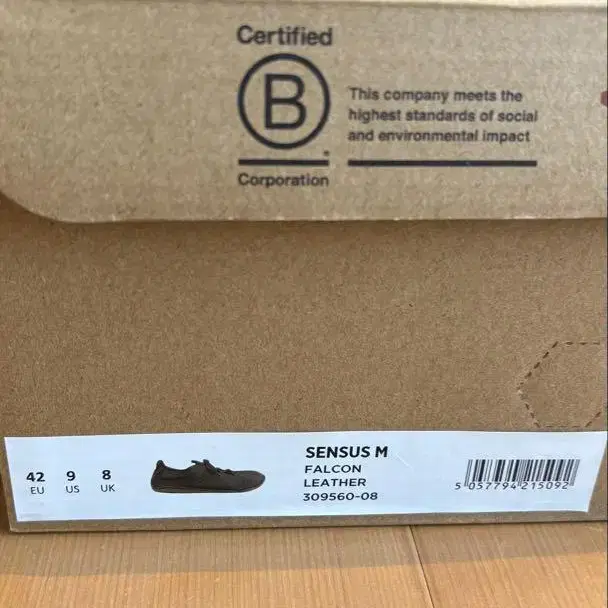 Certified
B
This company meets the
highest standards of social
and environmental impact
Corporation
42 9 8
EU US UK
SENSUS M
FALCON
LEATHER
309560-08
5 057794 215092